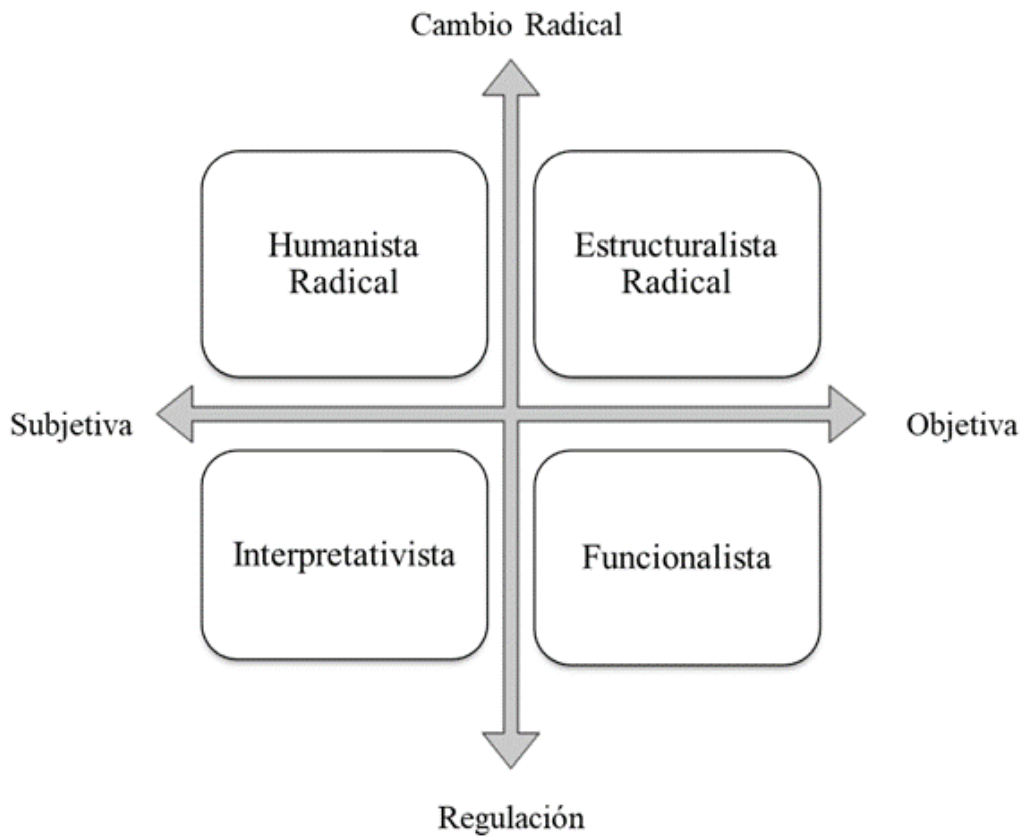 Cambio Radical
Humanista
Radical
Estructuralista
Radical
Subjetiva
Objetiva
Interpretativista
Funcionalista
Regulación